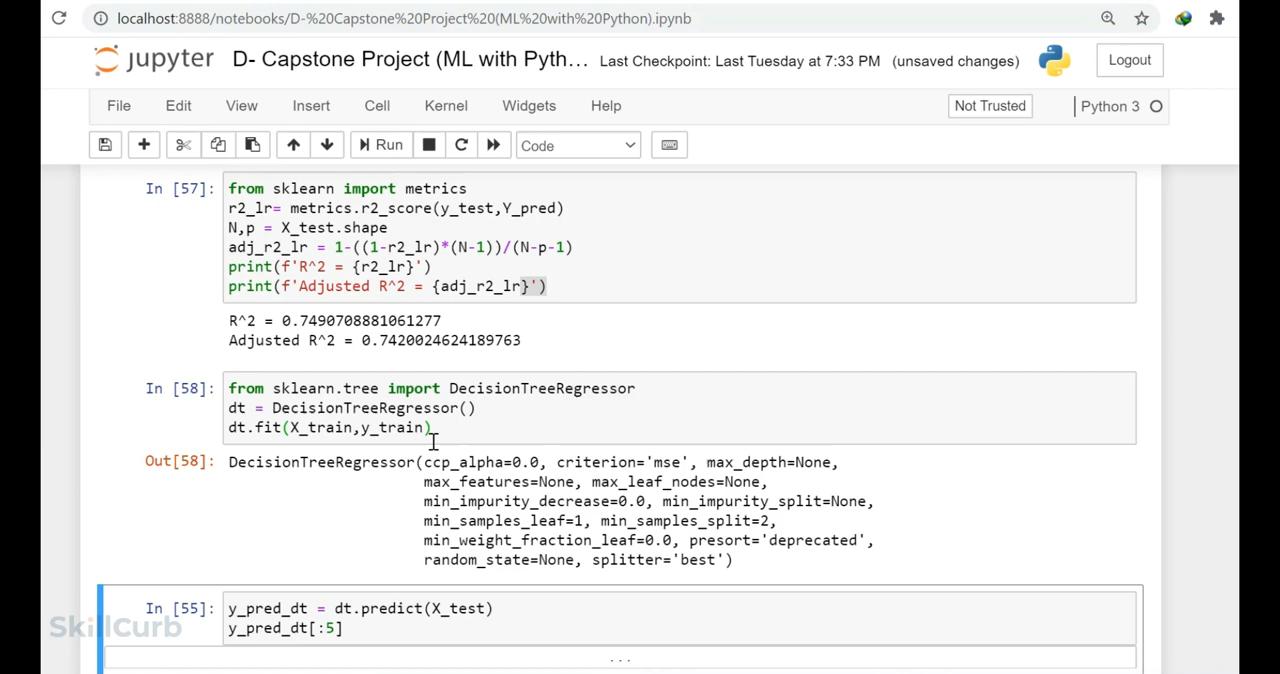 localhost:8888/notebooks/D-%20Capstone%20Project%20(ML%20with%20Python).ipynb
jupyter D- Capstone Project (ML with Pyth... Last Checkpoint: Last Tuesday at 7:33 PM (unsaved changes) Logout
File Edit View Insert Cell Kernel Widgets Help Not Trusted Python 3
Run Code
In [57]: from sklearn import metrics
r2_lr= metrics.r2_score(y_test,Y_pred)
N,p = X_test.shape
adj_r2_lr = 1-((1-r2_lr)*(N-1))/(N-p-1)
print(f'R^2 = {r2_lr}')
print(f'Adjusted R^2 = {adj_r2_lr}')
R^2 = 0.7490708881061277
Adjusted R^2 = 0.7420024624189763
In [58]: from sklearn.tree import DecisionTreeRegressor
dt = DecisionTreeRegressor()
dt.fit(X_train,y_train)
Out[58]: DecisionTreeRegressor(ccp_alpha=0.0, criterion='mse', max_depth=None,
max_features=None, max_leaf_nodes=None,
min_impurity_decrease=0.0, min_impurity_split=None,
min_samples_leaf=1, min_samples_split=2,
min_weight_fraction_leaf=0.0, presort='deprecated',
random_state=None, splitter='best')
In [55]: y_pred_dt = dt.predict(X_test)
SkillCurb
y_pred_dt[:5]
...